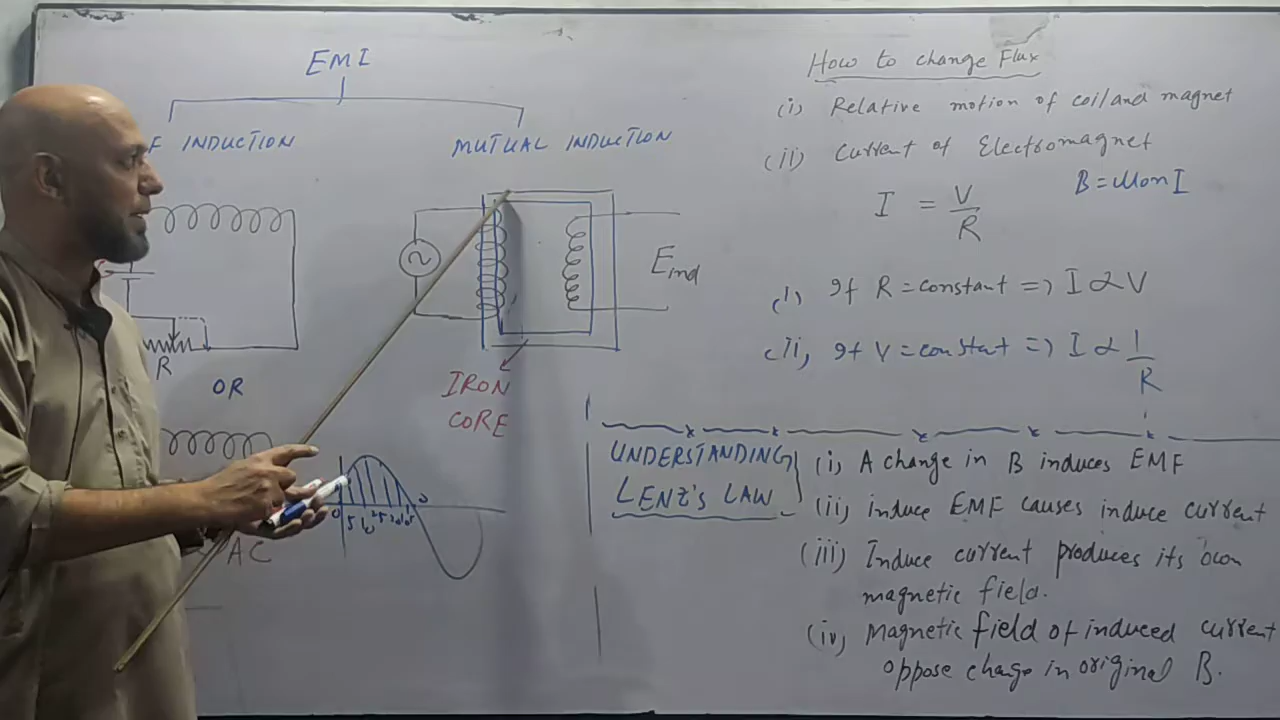 EMI
F INDUCTION
MUTUAL INDUCTION
R
OR
E ind
IRON
CORE
AC
How to change Flux
(i) Relative motion of coil and magnet
(ii) Current of Electromagnet
I = V/R
B = μ0nI
(i) If R = constant => I ∝ V
(ii) If V = constant => I ∝ 1/R
UNDERSTANDING
LENZ's LAW
(i) A change in B induces EMF
(ii) induce EMF causes induce current
(iii) Induce current produces its own
magnetic field.
(iv) Magnetic field of induced current
oppose change in original B.